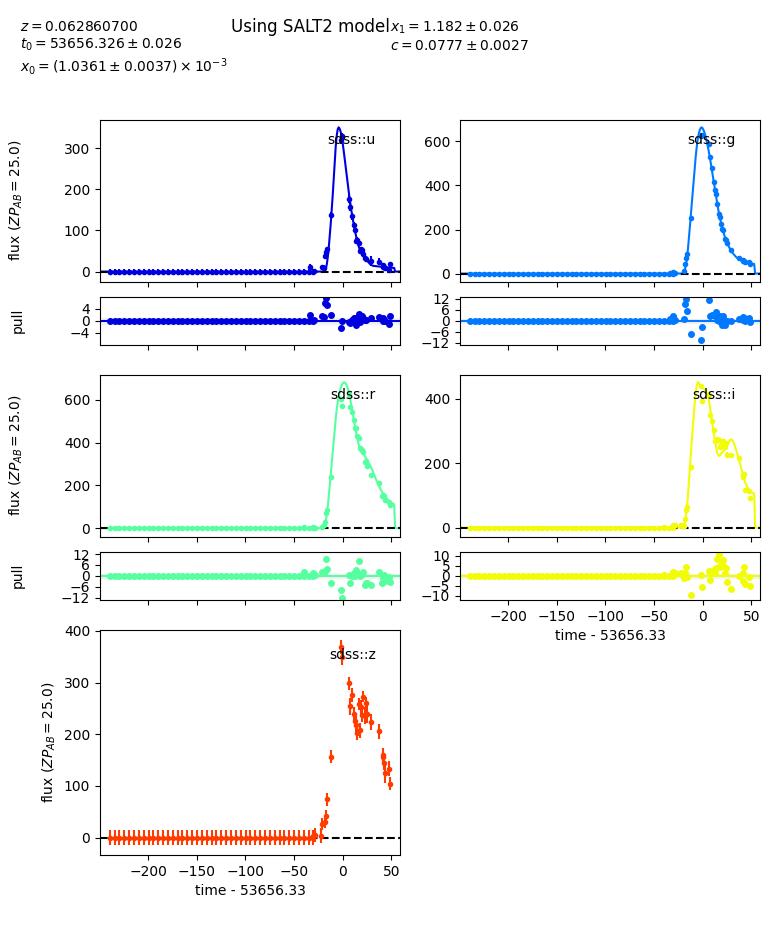 Using SALT2 model
z = 0.062860700
t₀ = 53656.326 ± 0.026
x₀ = (1.0361 ± 0.0037) × 10⁻³
x₁ = 1.182 ± 0.026
c = 0.0777 ± 0.0027
flux (ZP_AB = 25.0)
300
200
100
0
sdss::u
600
400
200
0
sdss::g
pull
4
0
−4
12
6
0
−6
−12
flux (ZP_AB = 25.0)
600
400
200
0
sdss::r
400
200
0
sdss::i
pull
12
6
0
−6
−12
10
5
0
−5
−10
−200 −150 −100 −50 0 50
time - 53656.33
flux (ZP_AB = 25.0)
400
300
200
100
0
sdss::z
−200 −150 −100 −50 0 50
time - 53656.33